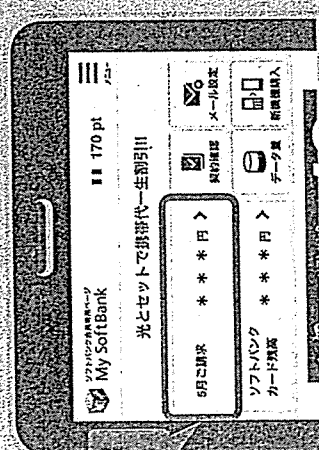 ソフトバンク会員専用ページ
My SoftBank
170 pt
メニュー
光とセットで携帯代一生割引!!
5月ご請求
***円 >
契約確認
メール設定
ソフトバンク
カード残高
***円 >
データ量
新規機種購入